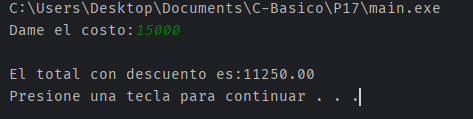 C:\Users\Desktop\Documents\C-Basico\P17\main.exe
Dame el costo:15000
El total con descuento es:11250.00
Presione una tecla para continuar . . .